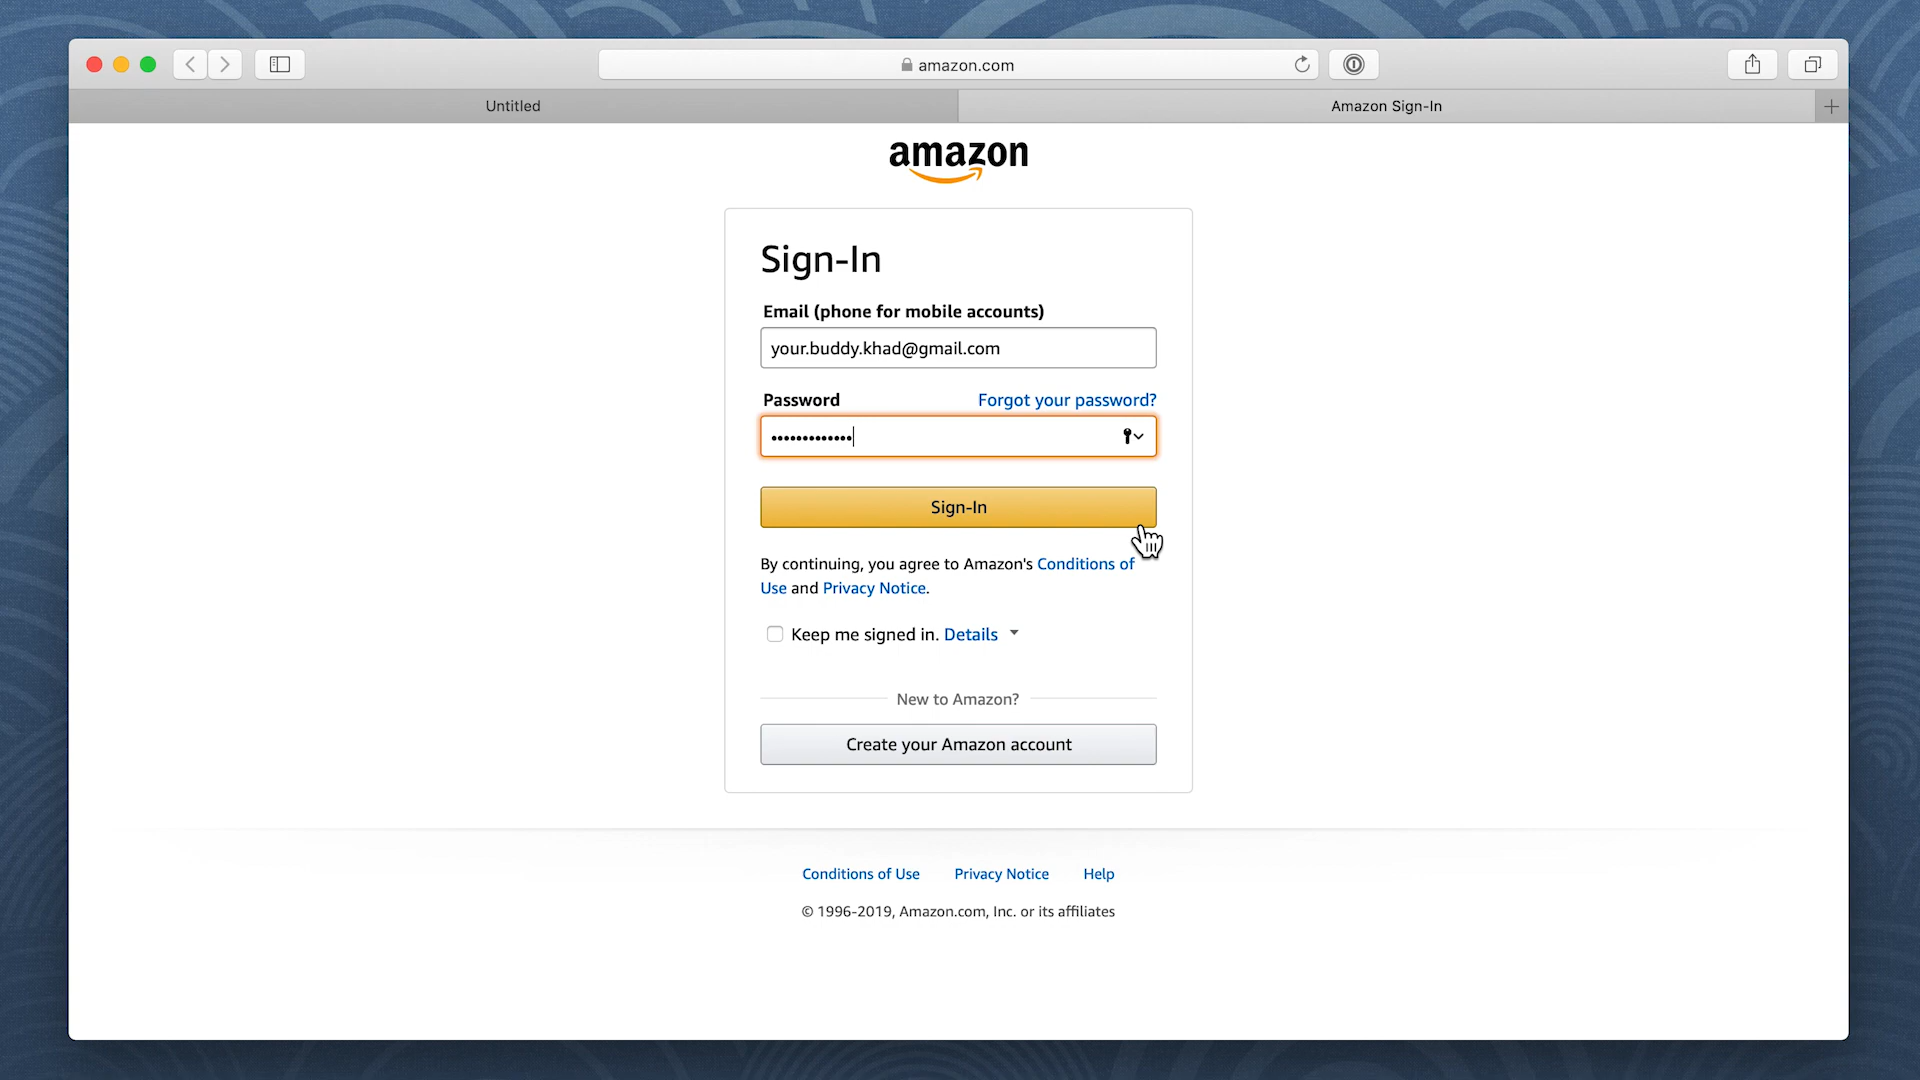 amazon.com
Untitled
Amazon Sign-In
amazon
Sign-In
Email (phone for mobile accounts)
your.buddy.khad@gmail.com
Password Forgot your password?
•••••••••••••
Sign-In
By continuing, you agree to Amazon's Conditions of
Use and Privacy Notice.
Keep me signed in. Details
New to Amazon?
Create your Amazon account
Conditions of Use Privacy Notice Help
© 1996-2019, Amazon.com, Inc. or its affiliates